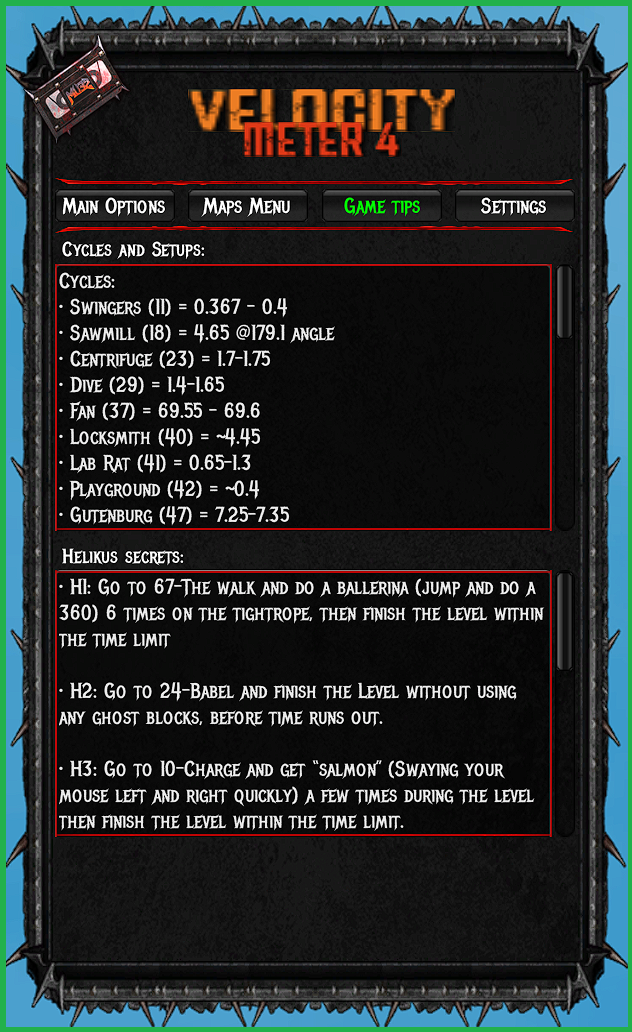 VELOCITY
METER 4
Main Options
Maps Menu
Game tips
Settings
Cycles and Setups:
Cycles:
· Swingers (11) = 0.367 - 0.4
· Sawmill (18) = 4.65 @179.1 angle
· Centrifuge (23) = 1.7-1.75
· Dive (29) = 1.4-1.65
· Fan (37) = 69.55 - 69.6
· Locksmith (40) = ~4.45
· Lab Rat (41) = 0.65-1.3
· Playground (42) = ~0.4
· Gutenburg (47) = 7.25-7.35
Helikus secrets:
· H1: Go to 67-The walk and do a ballerina (jump and do a
360) 6 times on the tightrope, then finish the level within
the time limit
· H2: Go to 24-Babel and finish the Level without using
any ghost blocks, before time runs out.
· H3: Go to 10-Charge and get “salmon” (Swaying your
mouse left and right quickly) a few times during the level
then finish the level within the time limit.